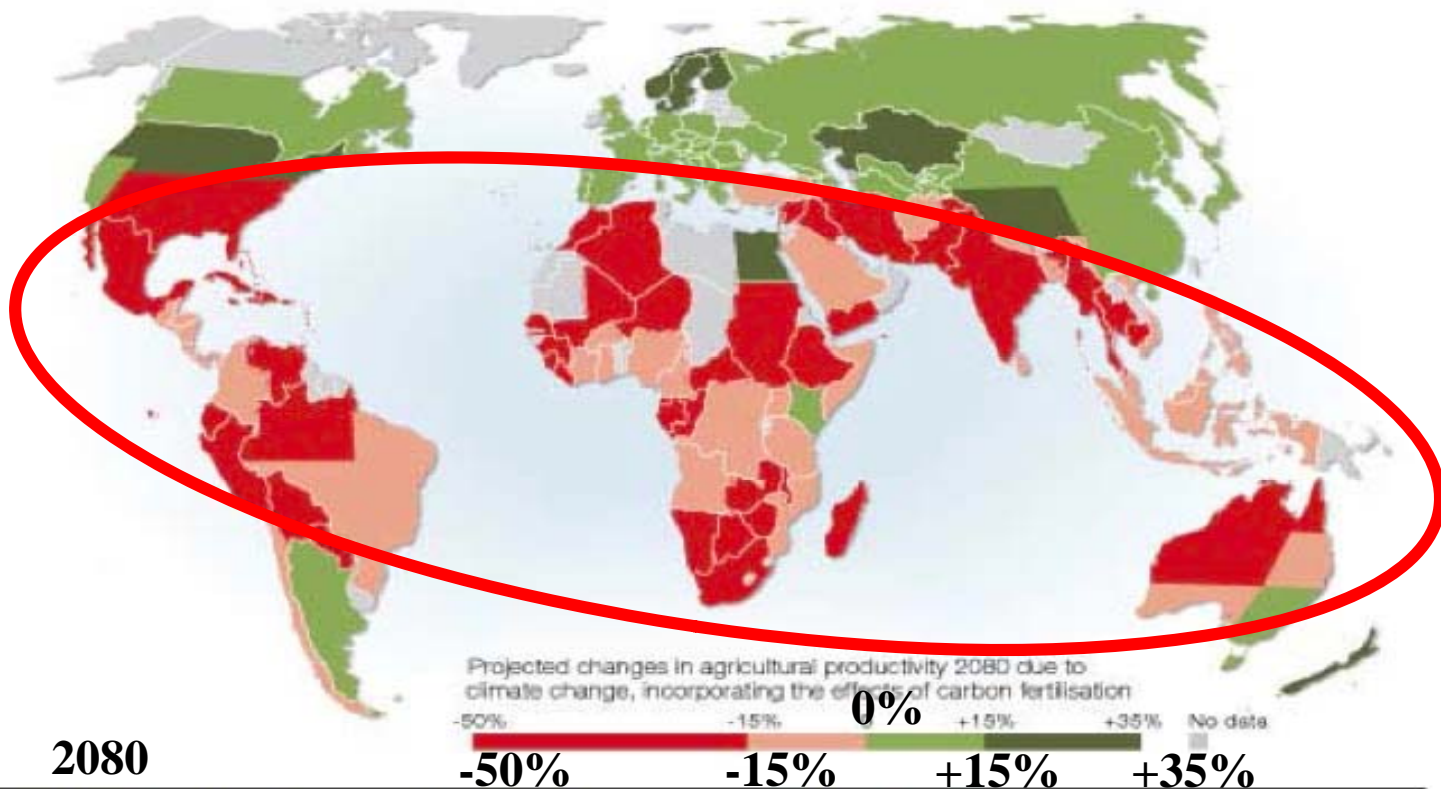 Projected changes in agricultural productivity 2080 due to
climate change, incorporating the effects of carbon fertilisation
0%
-50% -15% +15% +35% No data
2080
-50% -15% +15% +35%